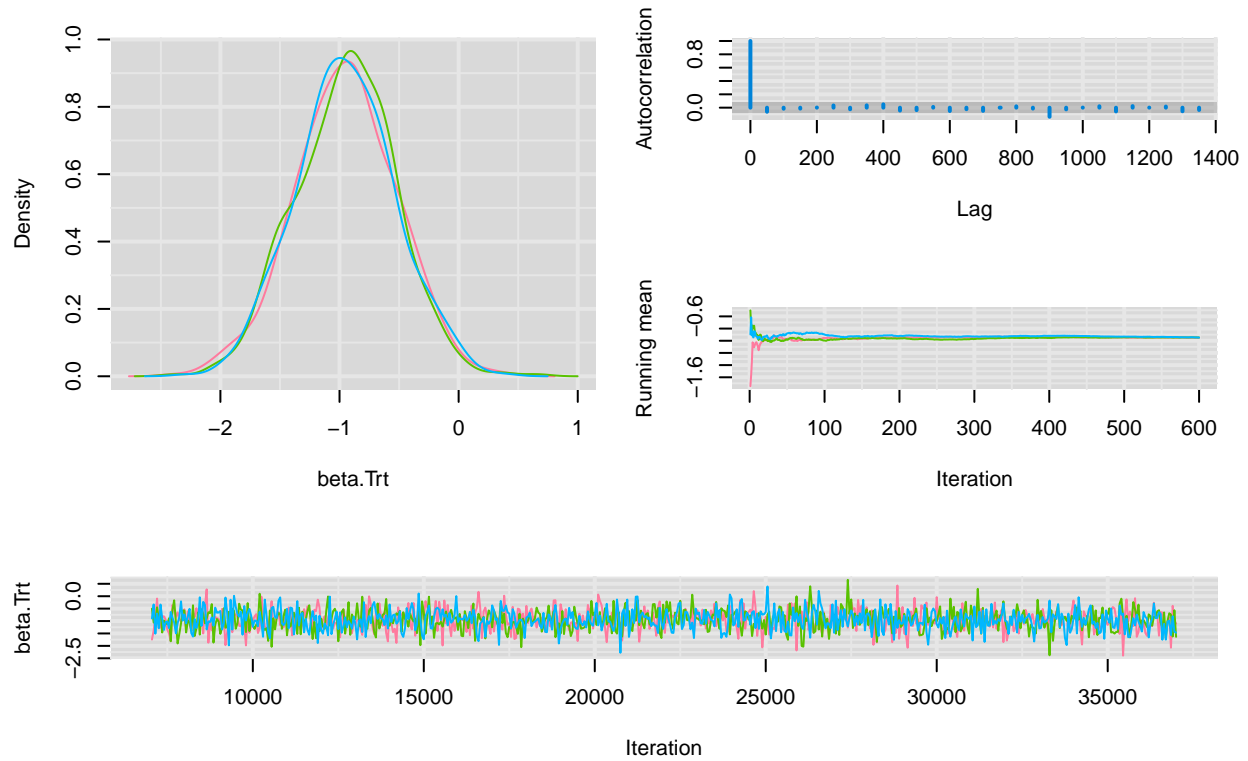 Density
1.0
0.8
0.6
0.4
0.2
0.0
−2 −1 0 1
beta.Trt
Autocorrelation
0.8
0.0
0 200 400 600 800 1000 1200 1400
Lag
Running mean
−0.6
−1.6
0 100 200 300 400 500 600
Iteration
beta.Trt
0.0
−2.5
10000 15000 20000 25000 30000 35000
Iteration